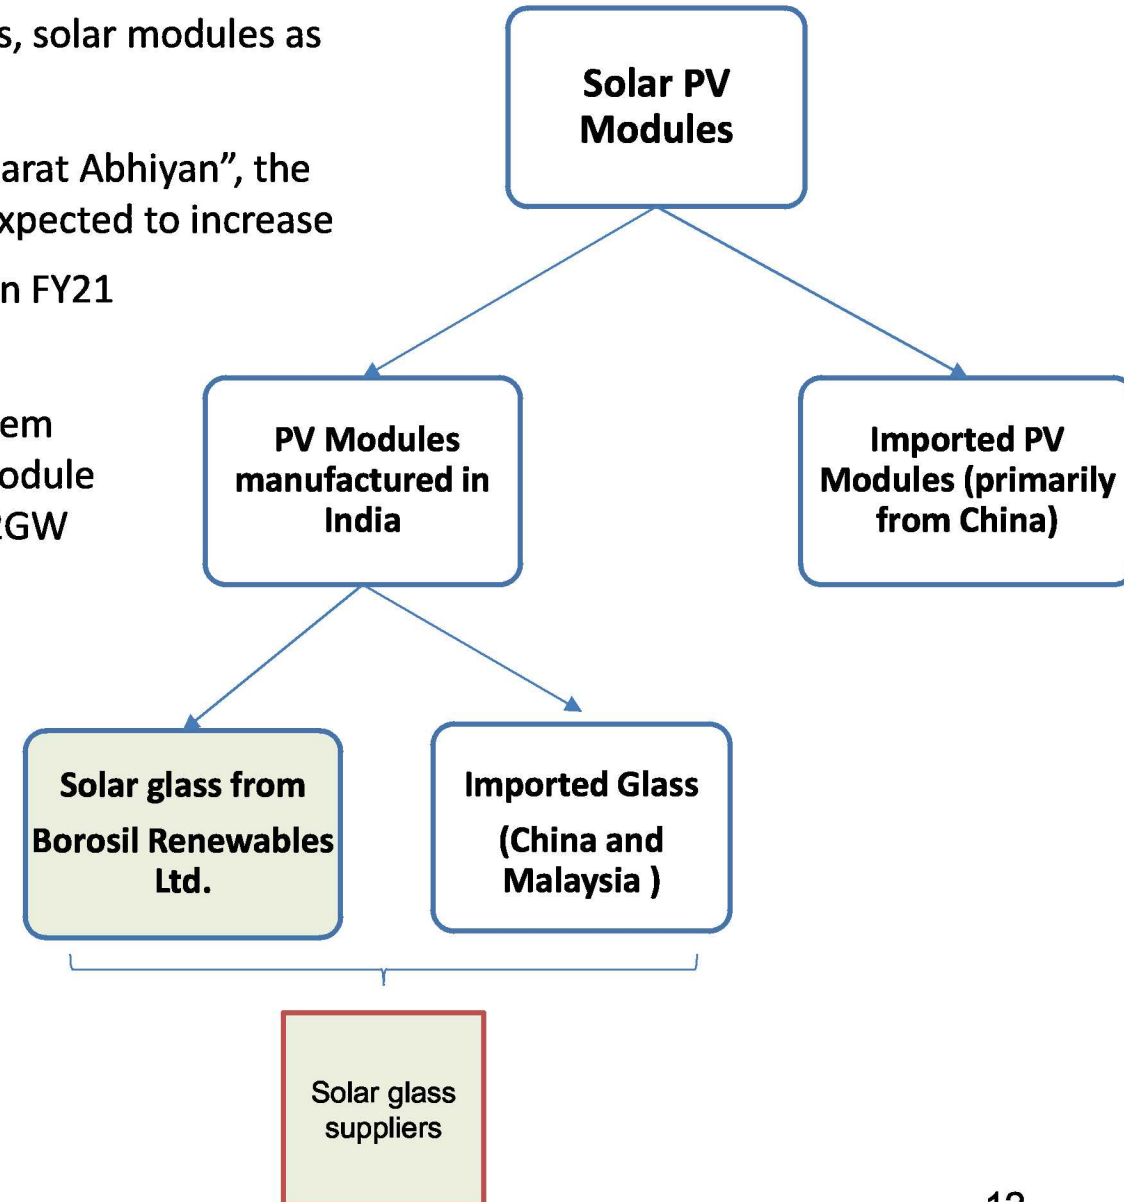 s, solar modules as
arat Abhiyan”, the
xpected to increase
n FY21
em
odule
2GW
Solar PV
Modules
PV Modules
manufactured in
India
Imported PV
Modules (primarily
from China)
Solar glass from
Borosil Renewables
Ltd.
Imported Glass
(China and
Malaysia )
Solar glass
suppliers